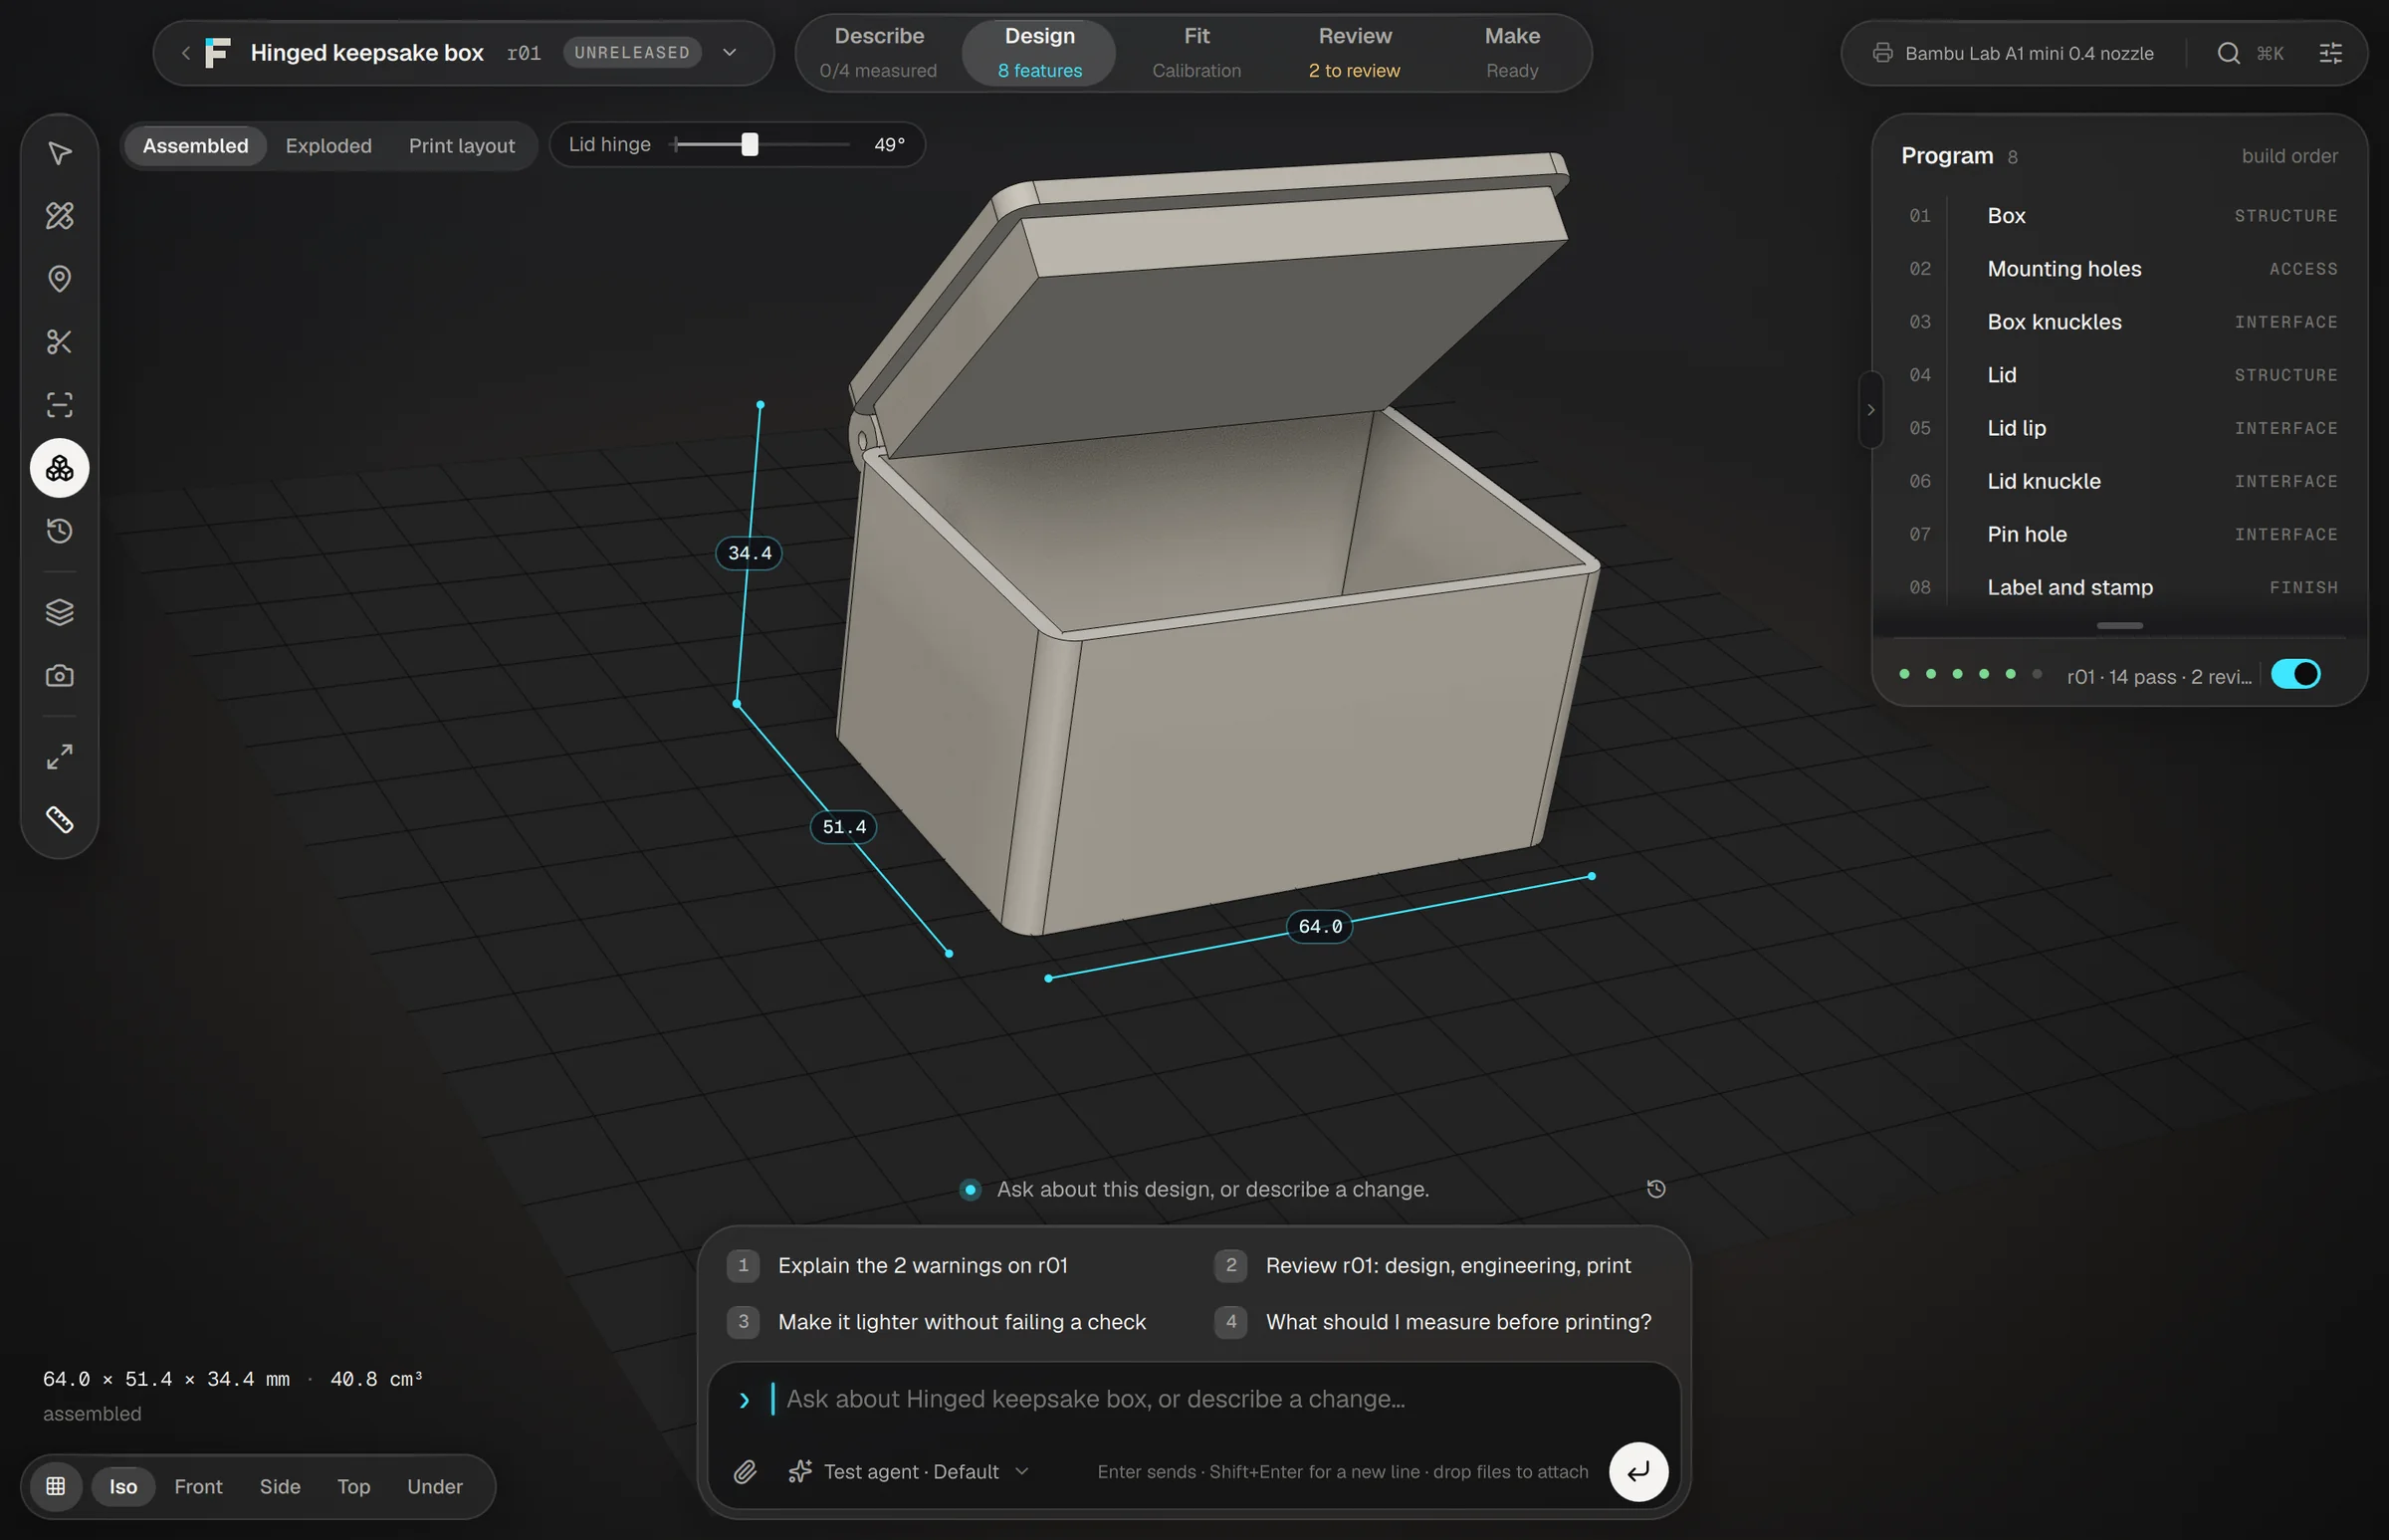 Hinged keepsake box r01 UNRELEASED
Describe
0/4 measured
Design
8 features
Fit
Calibration
Review
2 to review
Make
Ready
Bambu Lab A1 mini 0.4 nozzle
⌘K
Assembled Exploded Print layout
Lid hinge 49°
Program 8 build order
01 Box STRUCTURE
02 Mounting holes ACCESS
03 Box knuckles INTERFACE
04 Lid STRUCTURE
05 Lid lip INTERFACE
06 Lid knuckle INTERFACE
07 Pin hole INTERFACE
08 Label and stamp FINISH
r01 · 14 pass · 2 revi...
34.4
51.4
64.0
Ask about this design, or describe a change.
1 Explain the 2 warnings on r01
2 Review r01: design, engineering, print
3 Make it lighter without failing a check
4 What should I measure before printing?
Ask about Hinged keepsake box, or describe a change...
Test agent · Default
Enter sends · Shift+Enter for a new line · drop files to attach
64.0 × 51.4 × 34.4 mm · 40.8 cm³
assembled
Iso Front Side Top Under